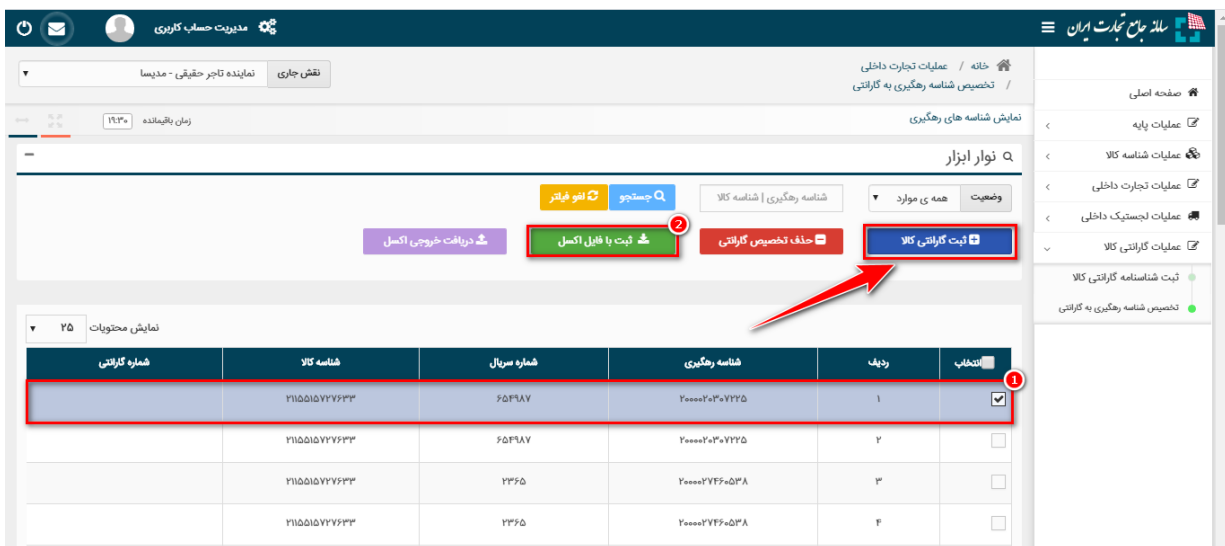 سامانه جامع تجارت ایران
مدیریت حساب کاربری
خانه / عملیات تجارت داخلی
/ تخصیص شناسه رهگیری به گارانتی
نقش جاری
نماینده تاجر حقیقی - مدیسا
نمایش شناسه های رهگیری
زمان باقیمانده ۱۹:۳۰
صفحه اصلی
عملیات پایه
عملیات شناسه کالا
عملیات تجارت داخلی
عملیات لجستیک داخلی
عملیات گارانتی کالا
ثبت شناسنامه گارانتی کالا
تخصیص شناسه رهگیری به گارانتی
نوار ابزار
وضعیت همه ی موارد شناسه رهگیری | شناسه کالا جستجو لغو فیلتر
2
ثبت گارانتی کالا حذف تخصیص گارانتی ثبت با فایل اکسل دریافت خروجی اکسل
نمایش محتویات ۲۵
انتخاب ردیف شناسه رهگیری شماره سریال شناسه کالا شماره گارانتی
1
۱ ۲۰۰۰۰۲۰۳۰۷۲۲۵ ۶۵۴۹۸۷ ۲۱۱۵۵۱۵۷۲۷۶۳۳
۲ ۲۰۰۰۰۲۰۳۰۷۲۲۵ ۶۵۴۹۸۷ ۲۱۱۵۵۱۵۷۲۷۶۳۳
۳ ۲۰۰۰۰۲۷۴۶۰۵۳۸ ۲۳۶۵ ۲۱۱۵۵۱۵۷۲۷۶۳۳
۴ ۲۰۰۰۰۲۷۴۶۰۵۳۸ ۲۳۶۵ ۲۱۱۵۵۱۵۷۲۷۶۳۳